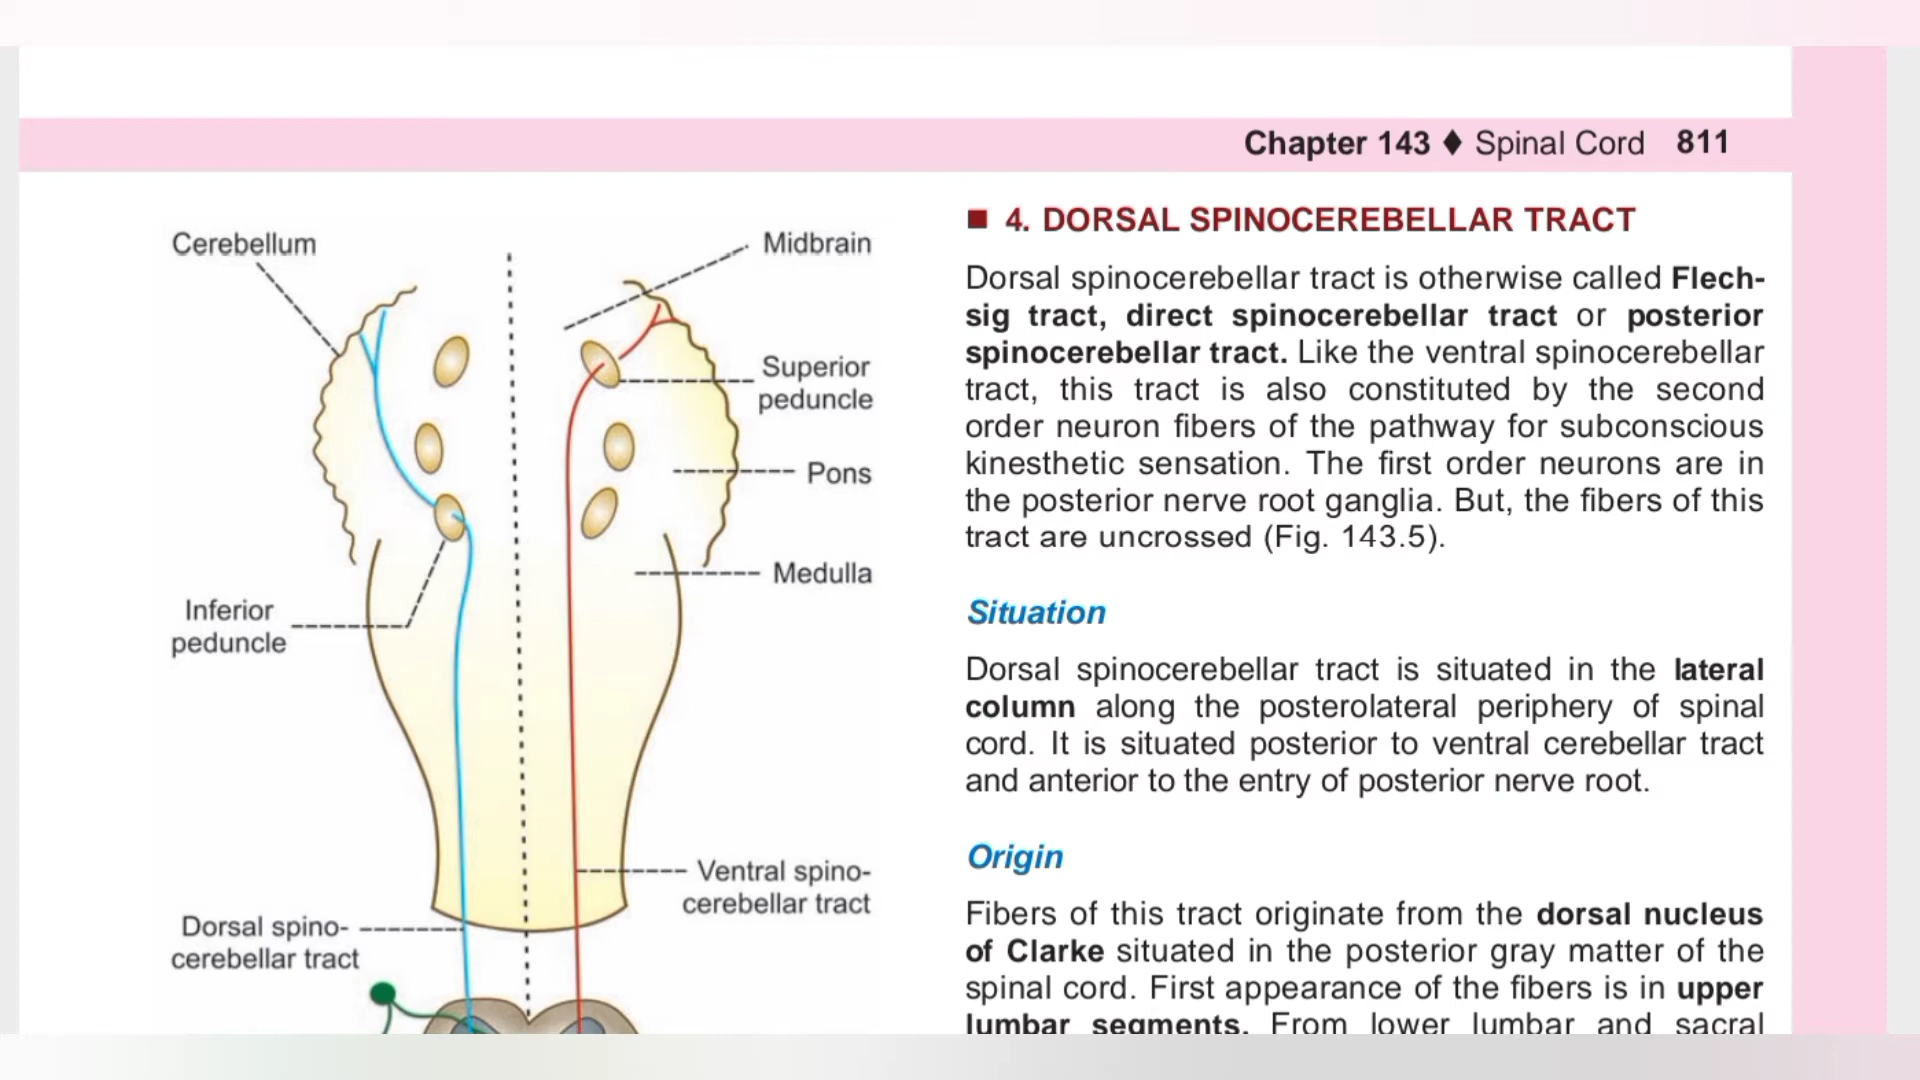 Chapter 143 ♦ Spinal Cord 811
Cerebellum
Midbrain
Superior
peduncle
Pons
Medulla
Inferior
peduncle
Ventral spino-
cerebellar tract
Dorsal spino-
cerebellar tract
■ 4. DORSAL SPINOCEREBELLAR TRACT
Dorsal spinocerebellar tract is otherwise called Flech-
sig tract, direct spinocerebellar tract or posterior
spinocerebellar tract. Like the ventral spinocerebellar
tract, this tract is also constituted by the second
order neuron fibers of the pathway for subconscious
kinesthetic sensation. The first order neurons are in
the posterior nerve root ganglia. But, the fibers of this
tract are uncrossed (Fig. 143.5).
Situation
Dorsal spinocerebellar tract is situated in the lateral
column along the posterolateral periphery of spinal
cord. It is situated posterior to ventral cerebellar tract
and anterior to the entry of posterior nerve root.
Origin
Fibers of this tract originate from the dorsal nucleus
of Clarke situated in the posterior gray matter of the
spinal cord. First appearance of the fibers is in upper
lumbar segments. From lower lumbar and sacral